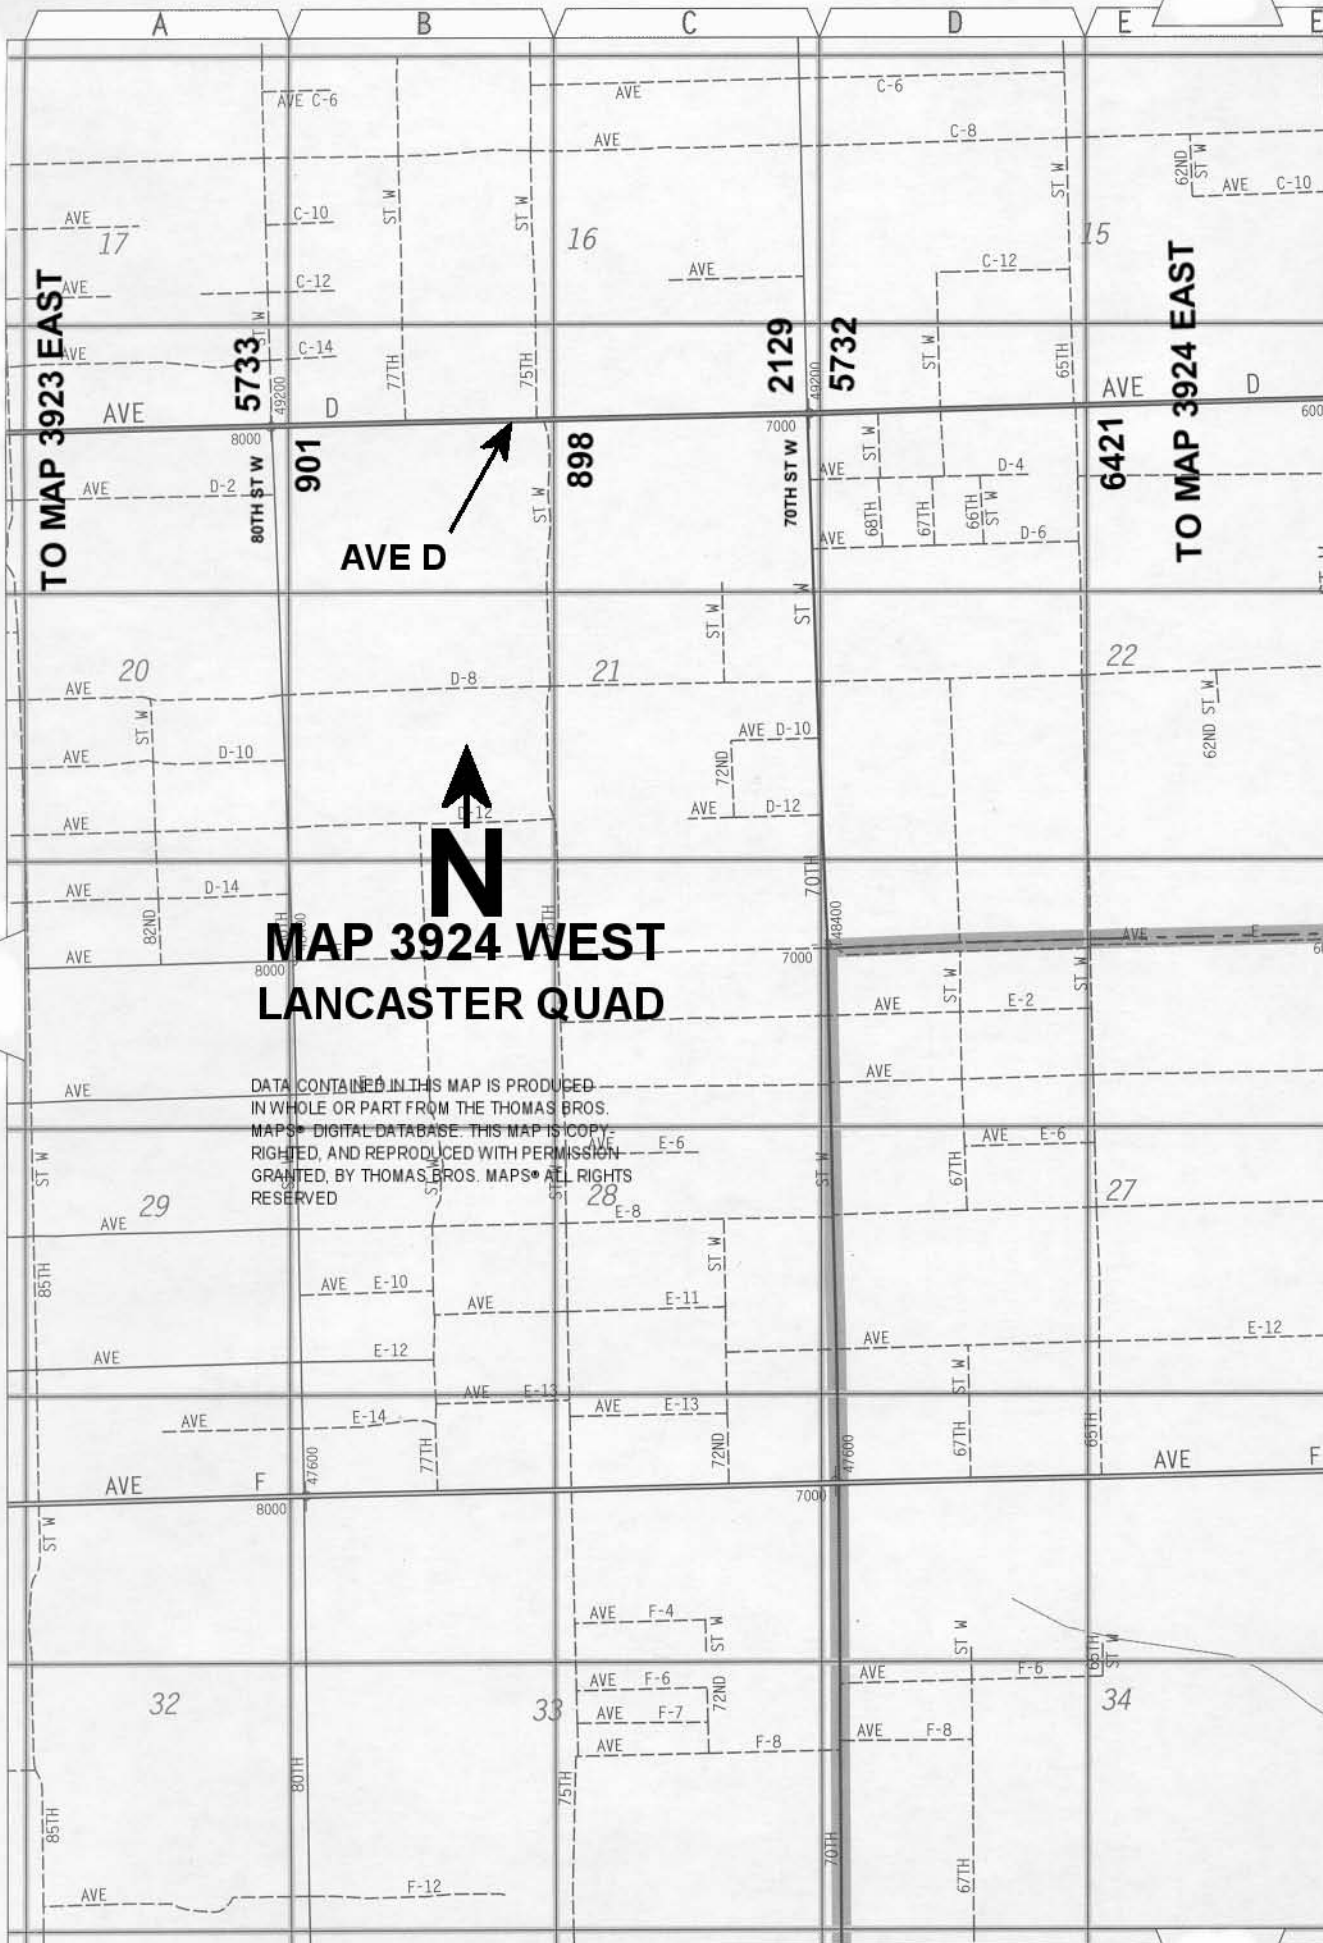 A B C D E E
AVE C-6
AVE C-6
AVE C-8
62ND ST W
AVE C-10
ST W
AVE
C-10
ST W
ST W
17
16
15
AVE
C-12
AVE
C-12
TO MAP 3923 EAST
TO MAP 3924 EAST
AVE
C-14
ST W
5733
49200
77TH
75TH
2129
5732
49200
ST W
65TH
AVE D
AVE D
8000
7000
600
901
898
6421
AVE D-2
80TH ST W
ST W
70TH ST W
AVE D-4
ST W
68TH
67TH
66TH
ST W
AVE D-6
AVE D
20
21
22
ST W
ST W
AVE D-8
ST W
62ND ST W
AVE D-10
AVE D-10
72ND
AVE D-12
AVE D-12
N
AVE D-14
82ND
70TH
48400
MAP 3924 WEST
LANCASTER QUAD
AVE
8000
7000
AVE E
ST W
ST W
AVE E-2
AVE
AVE
DATA CONTAINED IN THIS MAP IS PRODUCED
IN WHOLE OR PART FROM THE THOMAS BROS.
MAPS® DIGITAL DATABASE. THIS MAP IS COPY-
RIGHTED, AND REPRODUCED WITH PERMISSION
GRANTED, BY THOMAS BROS. MAPS® ALL RIGHTS
RESERVED
AVE E-6
AVE E-6
ST W
ST W
ST W
ST W
67TH
29
28
27
AVE E-8
85TH
ST W
AVE E-10
AVE E-11
AVE E-12
AVE E-12
AVE E-13
AVE E-13
AVE E-14
ST W
47600
77TH
72ND
47600
67TH
65TH
AVE F
AVE F
8000
7000
ST W
AVE F-4
ST W
ST W
65TH
ST W
AVE F-6
72ND
AVE F-6
32
33
34
AVE F-7
AVE F-8
AVE F-8
80TH
75TH
85TH
70TH
67TH
AVE F-12